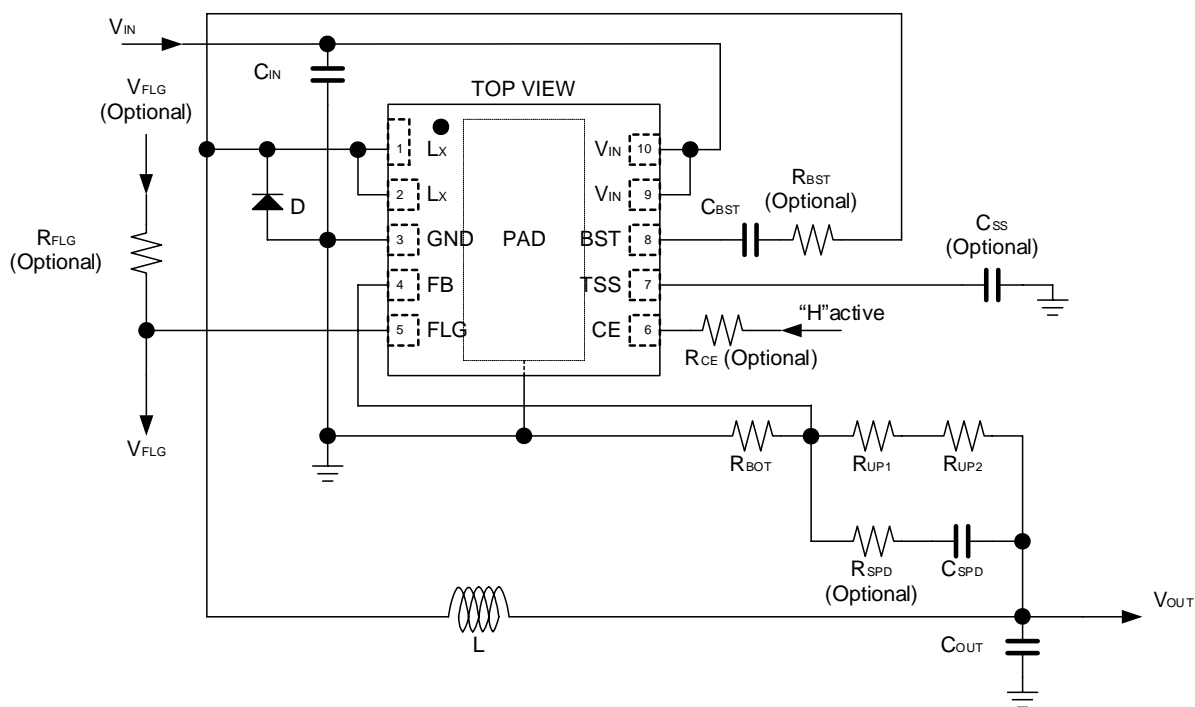 VIN
CIN
VFLG
(Optional)
TOP VIEW
1
LX
VIN
10
2
LX
VIN
9
D
RBST
(Optional)
CBST
3
GND
PAD
BST
8
CSS
(Optional)
RFLG
(Optional)
4
FB
TSS
7
5
FLG
CE
6
“H”active
RCE (Optional)
VFLG
RBOT
RUP1
RUP2
RSPD
(Optional)
CSPD
L
VOUT
COUT